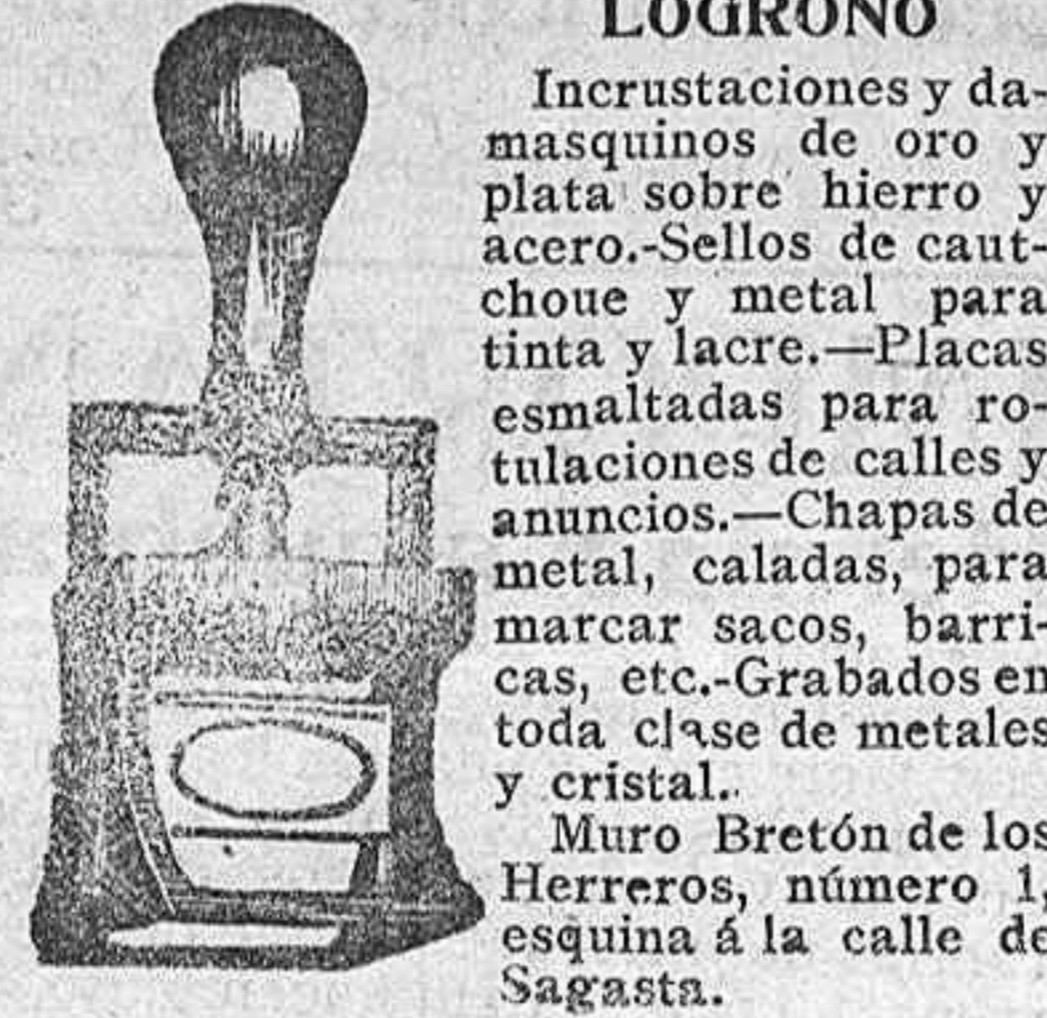 LOGROÑO
Incrustaciones y da-
masquinos de oro y
plata sobre hierro y
acero.-Sellos de caut-
choue y metal para
tinta y lacre.—Placas
esmaltadas para ro-
tulaciones de calles y
anuncios.—Chapas de
metal, caladas, para
marcar sacos, barri-
cas, etc.-Grabados en
toda clase de metales
y cristal..
Muro Bretón de los
Herreros, número 1,
esquina á la calle de
Sagasta.